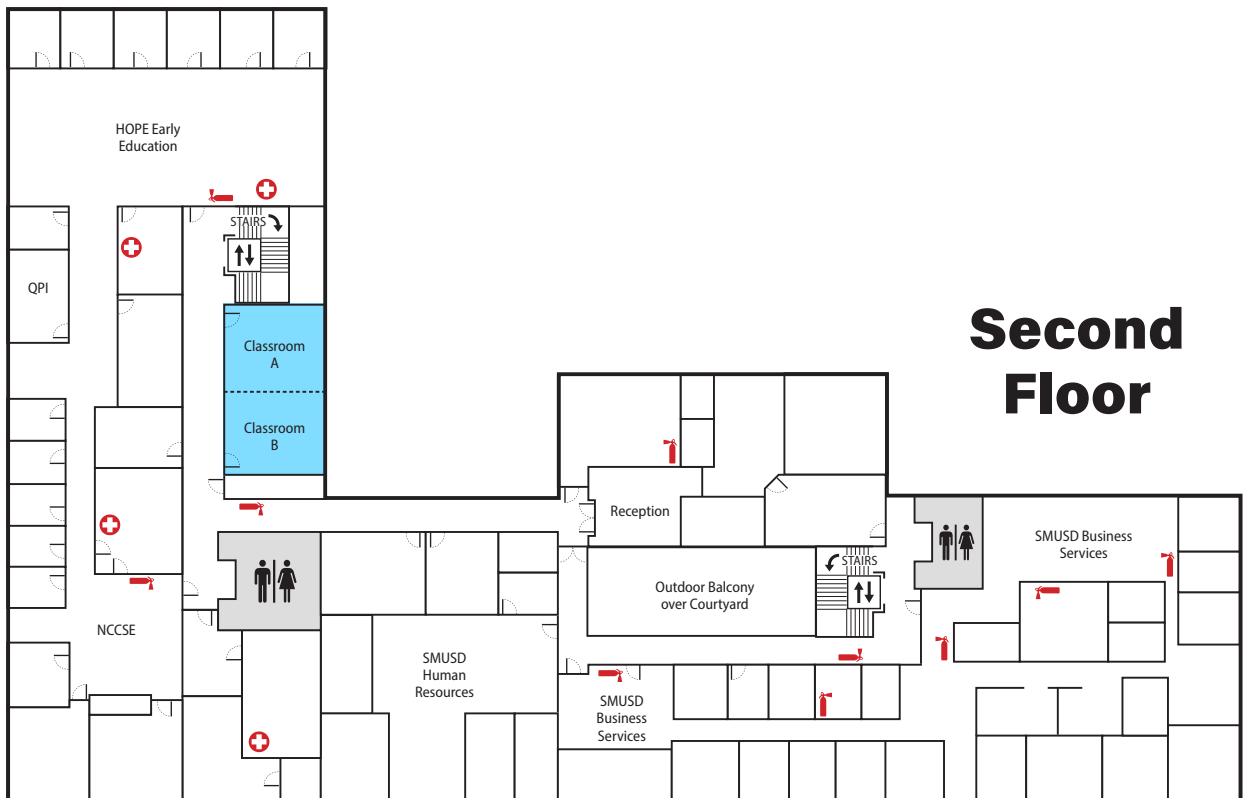 HOPE Early
Education
STAIRS
QPI
Classroom
A
Classroom
B
Second
Floor
Reception
SMUSD Business
Services
STAIRS
Outdoor Balcony
over Courtyard
NCCSE
SMUSD
Human
Resources
SMUSD
Business
Services